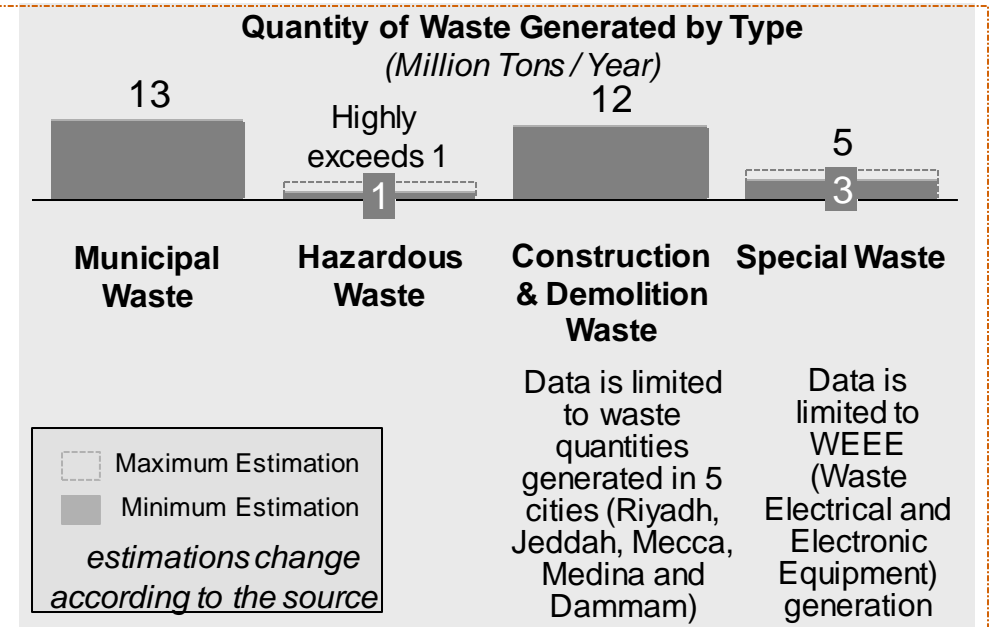 Quantity of Waste Generated by Type
(Million Tons / Year)
13
Highly
exceeds 1
1
12
5
3
Municipal
Waste
Hazardous
Waste
Construction
& Demolition
Waste
Special Waste
Data is limited
to waste
quantities
generated in 5
cities (Riyadh,
Jeddah, Mecca,
Medina and
Dammam)
Data is
limited to
WEEE
(Waste
Electrical and
Electronic
Equipment)
generation
Maximum Estimation
Minimum Estimation
estimations change
according to the source